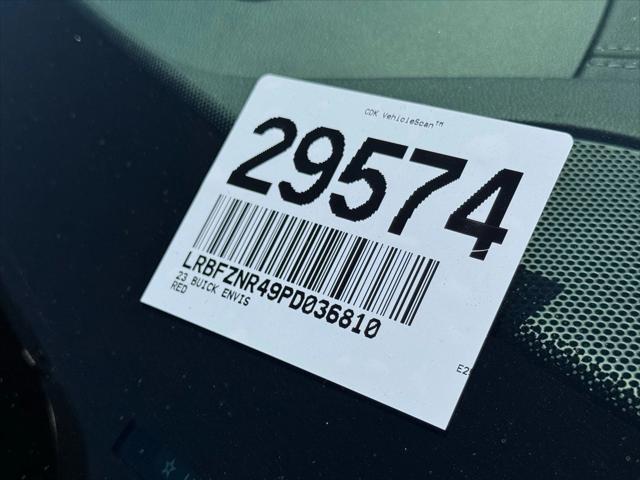 CDK VehicleScan™
29574
LRBFZNR49PD036810
23 BUICK ENVIS
RED